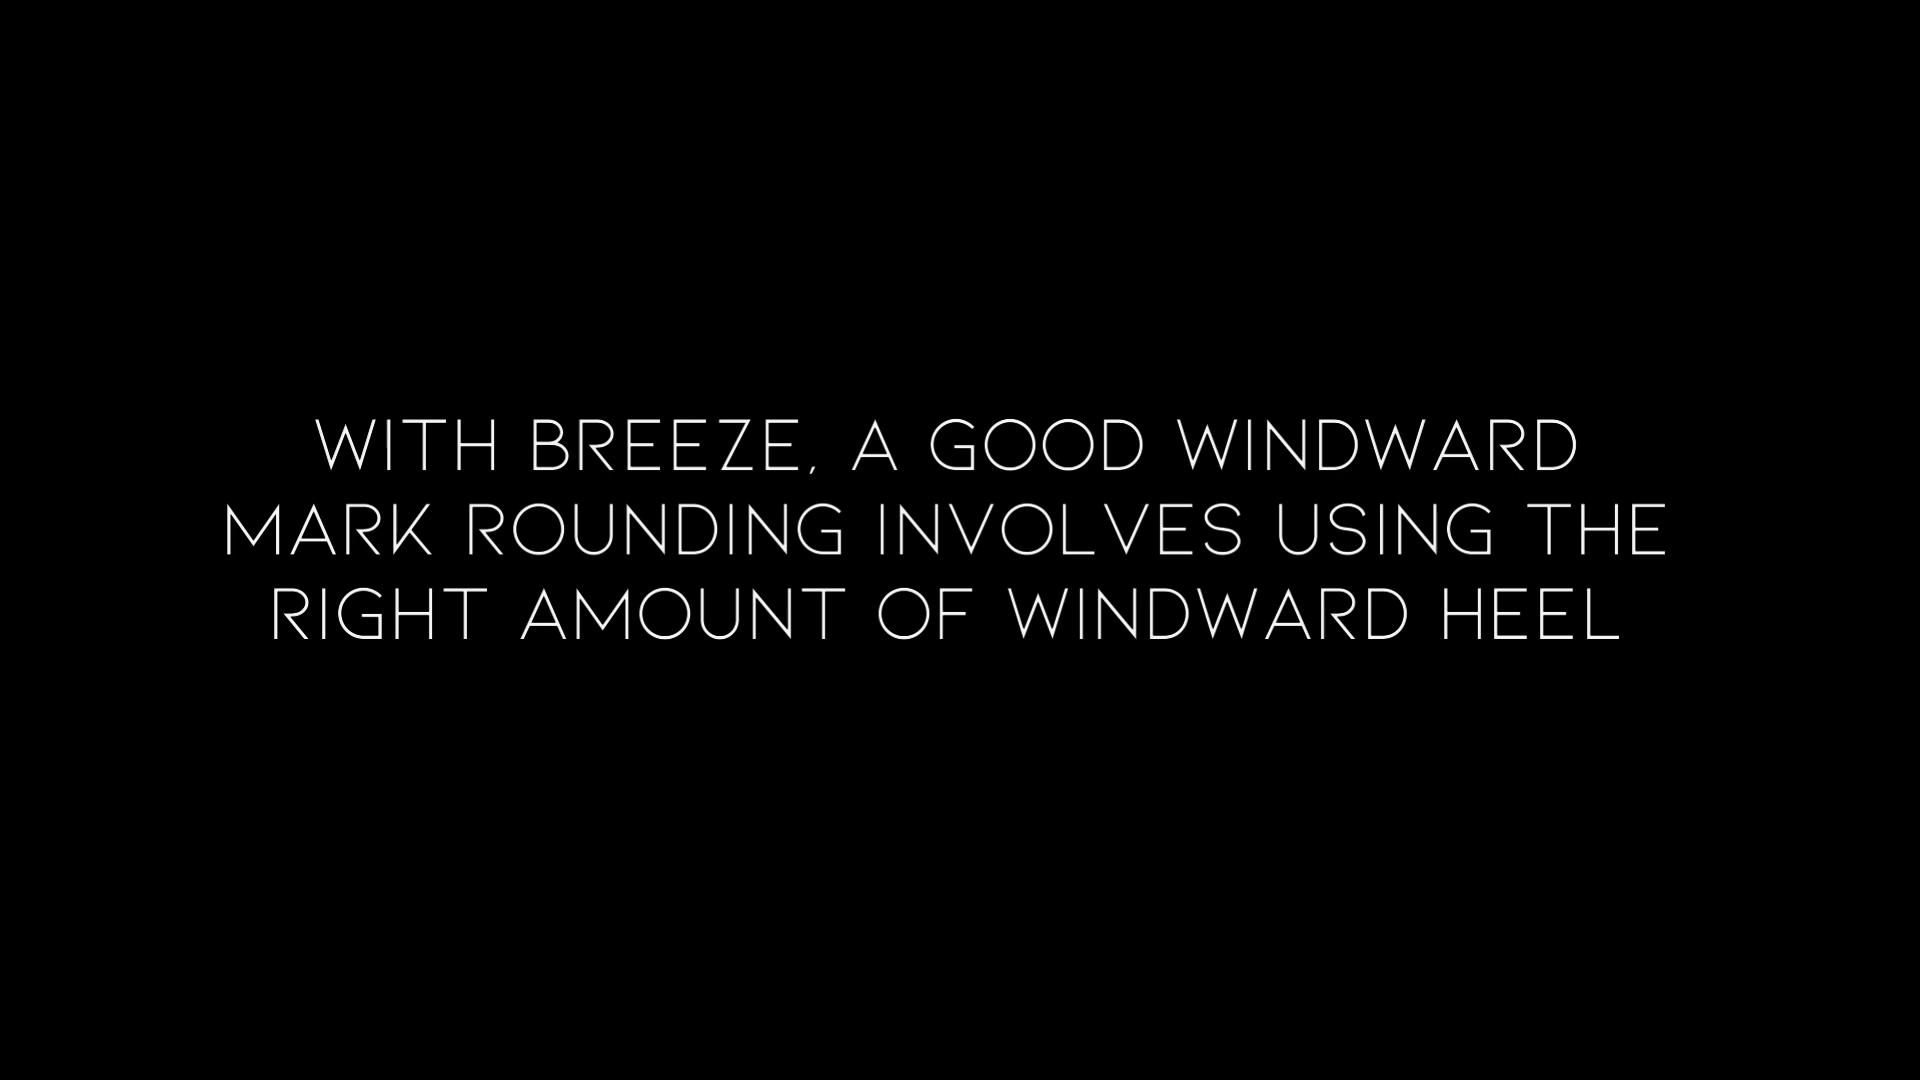 WITH BREEZE, A GOOD WINDWARD
MARK ROUNDING INVOLVES USING THE
RIGHT AMOUNT OF WINDWARD HEEL